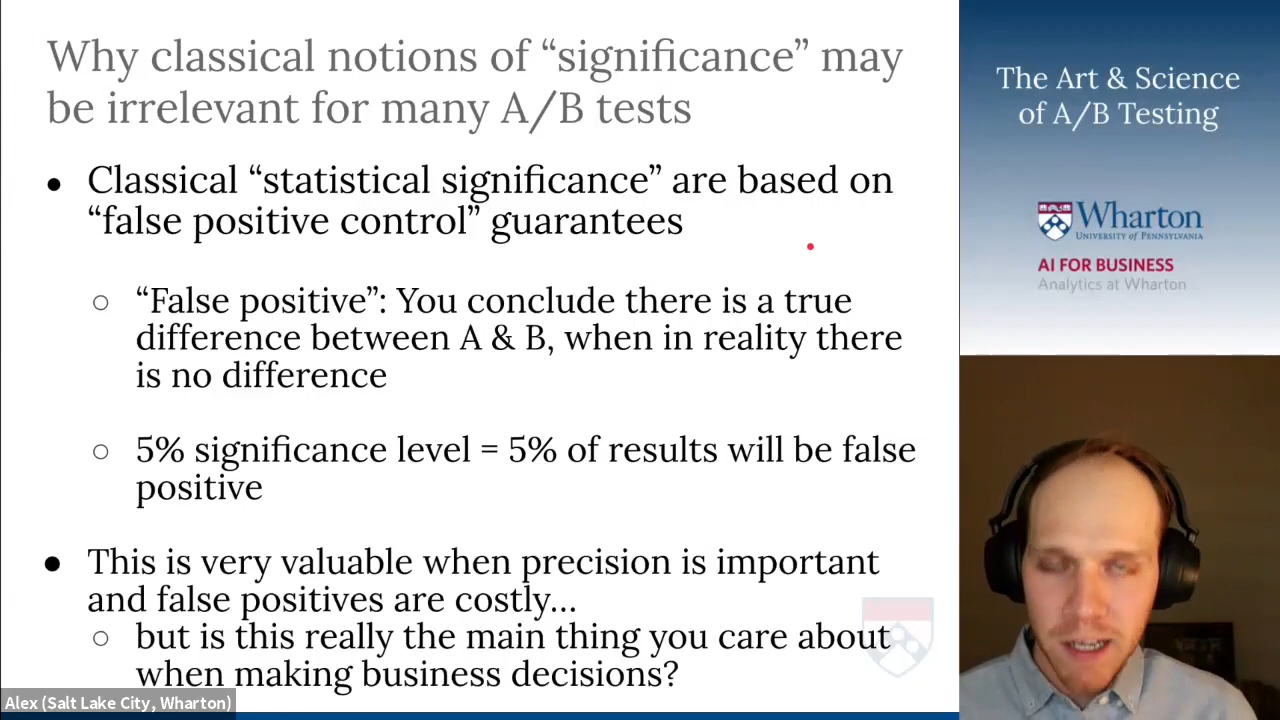 Why classical notions of “significance” may
be irrelevant for many A/B tests
● Classical “statistical significance” are based on
“false positive control” guarantees
○ “False positive”: You conclude there is a true
difference between A & B, when in reality there
is no difference
○ 5% significance level = 5% of results will be false
positive
● This is very valuable when precision is important
and false positives are costly...
○ but is this really the main thing you care about
when making business decisions?
Alex (Salt Lake City, Wharton)
The Art & Science
of A/B Testing
Wharton
UNIVERSITY of PENNSYLVANIA
AI FOR BUSINESS
Analytics at Wharton